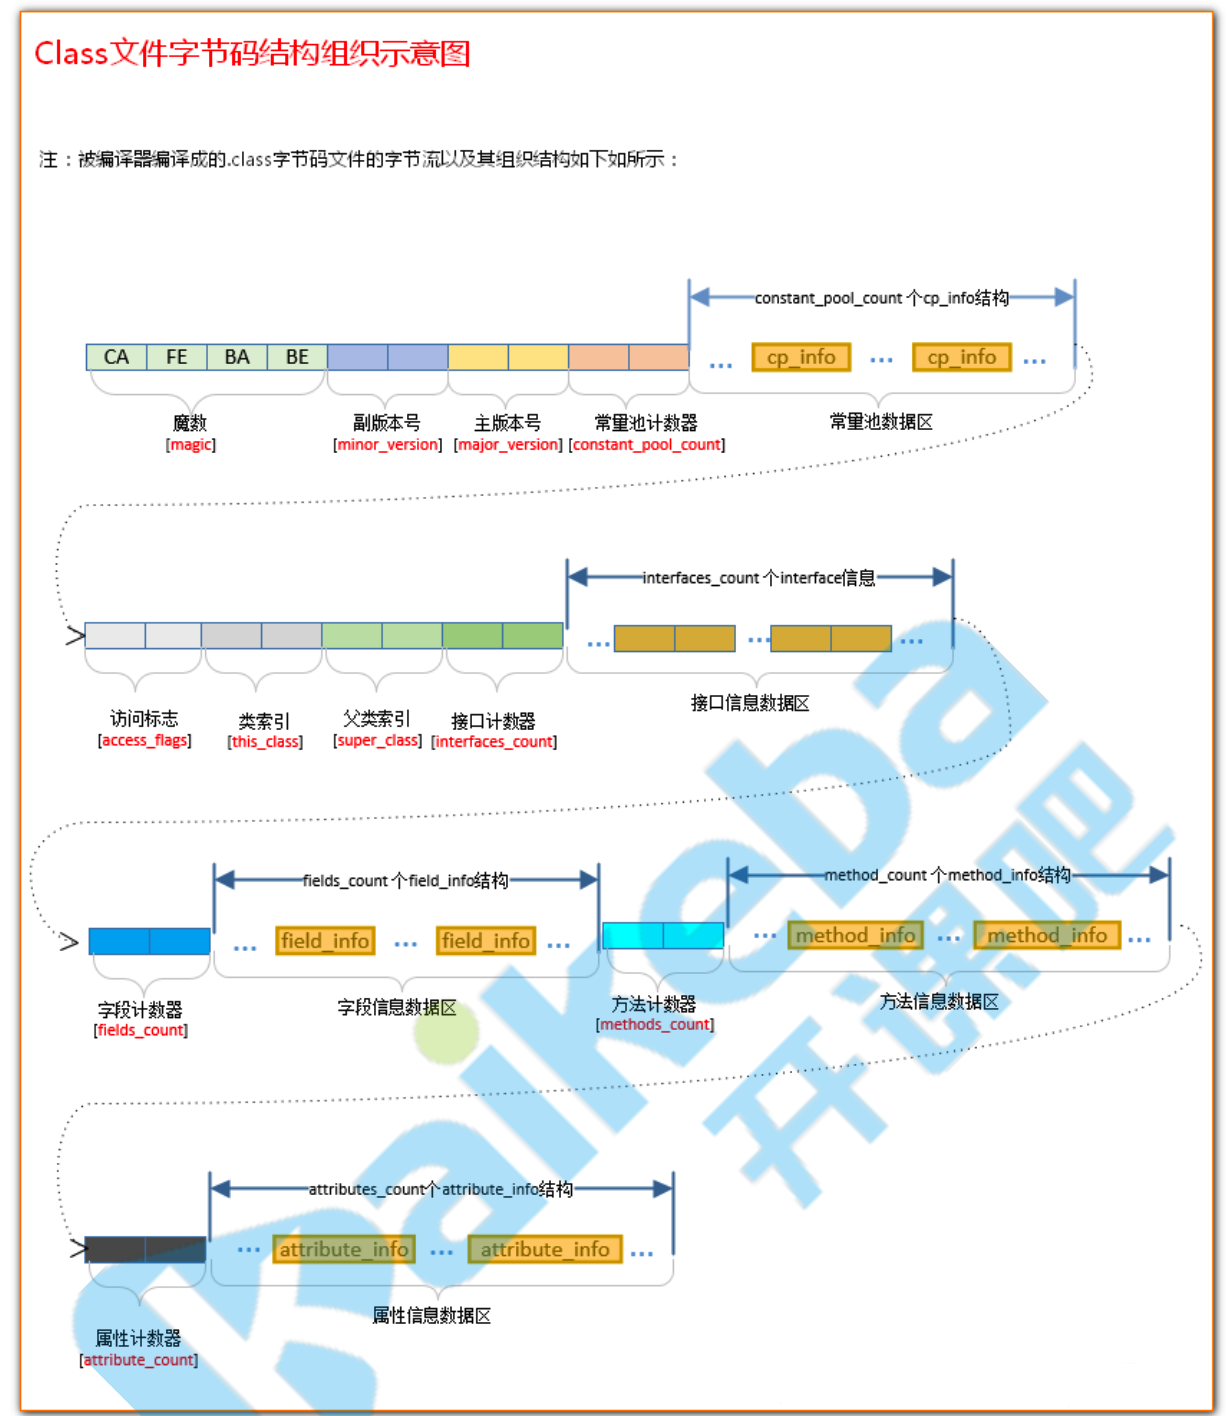 Class文件字节码结构组织示意图
注：被编译器编译成的.class字节码文件的字节流以及其组织结构如下如所示：
constant_pool_count 个cp_info结构
CA FE BA BE ... cp_info ... cp_info ...
魔数 副版本号 主版本号 常量池计数器 常量池数据区
[magic] [minor_version] [major_version] [constant_pool_count]
interfaces_count 个interface信息
... ... ...
访问标志 类索引 父类索引 接口计数器 接口信息数据区
[access_flags] [this_class] [super_class] [interfaces_count]
fields_count 个field_info结构 method_count 个method_info结构
... field_info ... field_info ... ... method_info ... method_info ...
字段计数器 字段信息数据区 方法计数器 方法信息数据区
[fields_count] [methods_count]
attributes_count个attribute_info结构
... attribute_info ... attribute_info ...
属性计数器 属性信息数据区
[attribute_count]
Kaikeba
开课吧